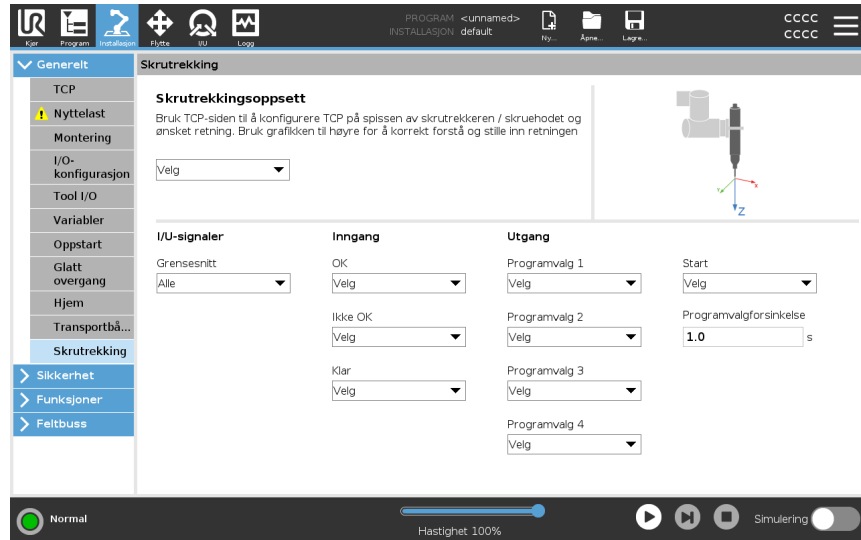 PROGRAM <unnamed>
INSTALLASJON default
CCCC
CCCC
Kjør
Program
Installasjon
Flytte
I/U
Logg
Ny...
Åpne...
Lagre...
Generelt
TCP
Nyttelast
Montering
I/O-
konfigurasjon
Tool I/O
Variabler
Oppstart
Glatt
overgang
Hjem
Transportbå...
Skrutrekking
Sikkerhet
Funksjoner
Feltbuss
Skrutrekking
Skrutrekkingsoppsett
Bruk TCP-siden til å konfigurere TCP på spissen av skrutrekkeren / skruehodet og
ønsket retning. Bruk grafikken til høyre for å korrekt forstå og stille inn retningen
Velg
Y
X
Z
I/U-signaler
Grensesnitt
Alle
Inngang
OK
Velg
Ikke OK
Velg
Klar
Velg
Utgang
Programvalg 1
Velg
Programvalg 2
Velg
Programvalg 3
Velg
Programvalg 4
Velg
Start
Velg
Programvalgforsinkelse
1.0 s
Normal
Hastighet 100%
Simulering